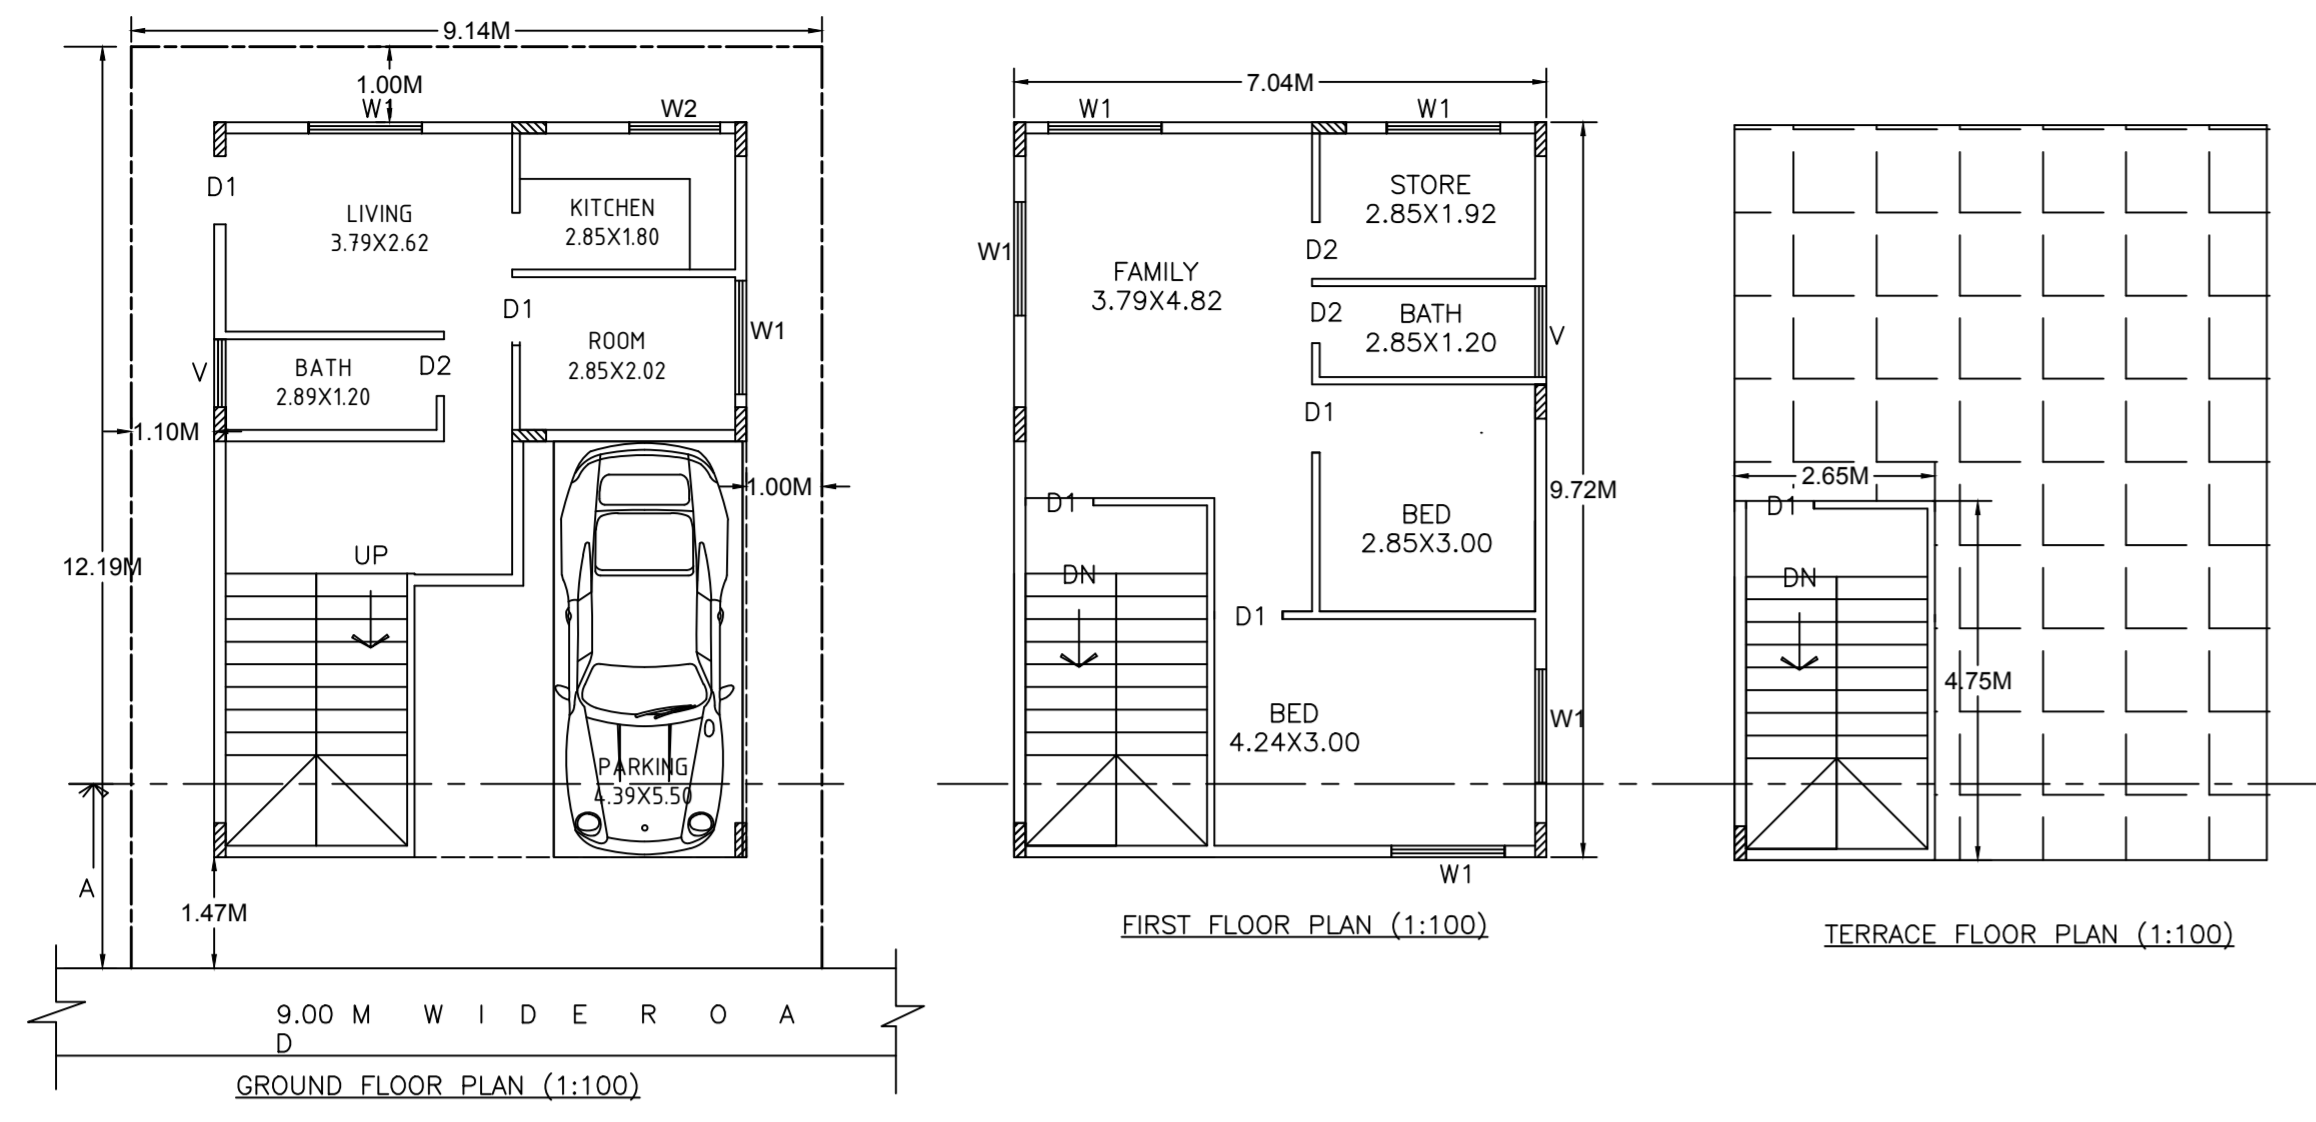 9.14M
1.00M
W1
W2
D1
LIVING
3.79X2.62
KITCHEN
2.85X1.80
D1
W1
ROOM
2.85X2.02
V
BATH
2.89X1.20
D2
1.10M
1.00M
12.19M
UP
PARKING
4.39X5.50
A
1.47M
9.00 M W I D E R O A
D
GROUND FLOOR PLAN (1:100)
7.04M
W1
W1
STORE
2.85X1.92
W1
D2
FAMILY
3.79X4.82
D2
BATH
2.85X1.20
V
D1
9.72M
D1
BED
2.85X3.00
DN
D1
BED
4.24X3.00
W1
W1
FIRST FLOOR PLAN (1:100)
2.65M
D1
DN
4.75M
TERRACE FLOOR PLAN (1:100)